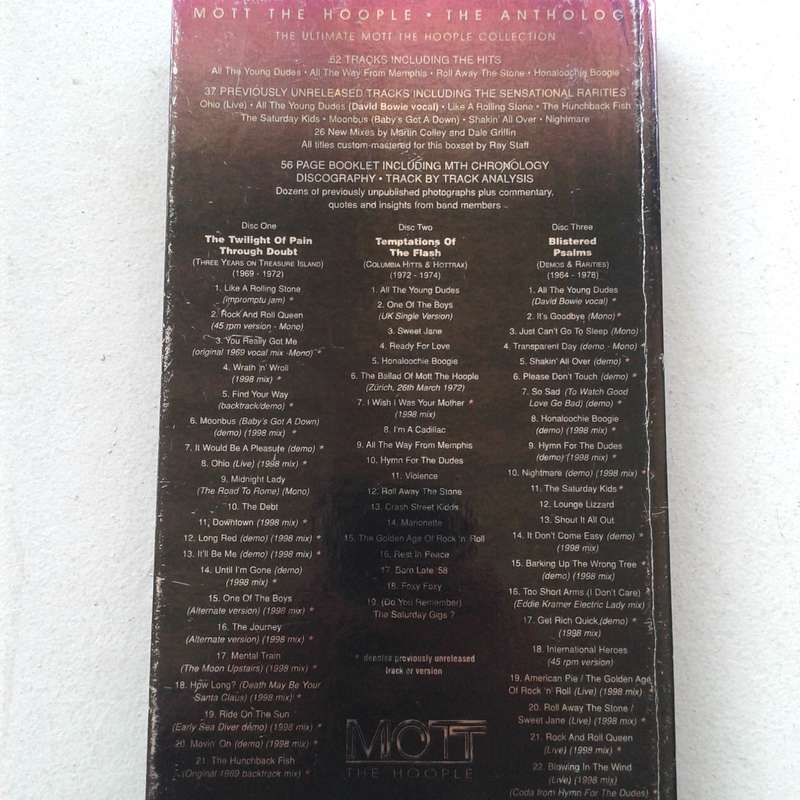 MOTT THE HOOPLE • THE ANTHOLOGY
THE ULTIMATE MOTT THE HOOPLE COLLECTION
62 TRACKS INCLUDING THE HITS
All The Young Dudes • All The Way From Memphis • Roll Away The Stone • Honaloochie Boogie
37 PREVIOUSLY UNRELEASED TRACKS INCLUDING THE SENSATIONAL RARITIES
Ohio (Live) • All The Young Dudes (David Bowie vocal) • Like A Rolling Stone • The Hunchback Fish
The Saturday Kids • Moonbus (Baby's Got A Down) • Shakin' All Over • Nightmare
26 New Mixes by Martin Colley and Dale Griffin
All titles custom-mastered for this boxset by Ray Staff
56 PAGE BOOKLET INCLUDING MTH CHRONOLOGY
DISCOGRAPHY • TRACK BY TRACK ANALYSIS
Dozens of previously unpublished photographs plus commentary,
quotes and insights from band members
Disc One
The Twilight Of Pain
Through Doubt
(THREE YEARS ON TREASURE ISLAND)
(1969 - 1972)
1. Like A Rolling Stone
(impromptu jam) *
2. Rock And Roll Queen
(45 rpm version - Mono)
3. You Really Got Me
(original 1969 vocal mix -Mono) *
4. Wrath 'n' Wroll
(1998 mix) *
5. Find Your Way
(backtrack/demo) *
6. Moonbus (Baby's Got A Down)
(demo) (1998 mix) *
7. It Would Be A Pleasure (demo) *
8. Ohio (Live) (1998 mix) *
9. Midnight Lady
(The Road To Rome) (Mono)
10. The Debt
11. Downtown (1998 mix) *
12. Long Red (demo) (1998 mix) *
13. It'll Be Me (demo) (1998 mix) *
14. Until I'm Gone (demo)
(1998 mix) *
15. One Of The Boys
(Alternate version) (1998 mix) *
16. The Journey
(Alternate version) (1998 mix) *
17. Mental Train
(The Moon Upstairs) (1998 mix) *
18. How Long? (Death May Be Your
Santa Claus) (1998 mix) *
19. Ride On The Sun
(Early Sea Diver demo) (1998 mix) *
20. Movin' On (demo) (1998 mix) *
21. The Hunchback Fish
(Original 1969 backtrack mix) *
Disc Two
Temptations Of
The Flash
(COLUMBIA HITTS & HOTTRAX)
(1972 - 1974)
1. All The Young Dudes
2. One Of The Boys
(UK Single Version)
3. Sweet Jane
4. Ready For Love
5. Honaloochie Boogie
6. The Ballad Of Mott The Hoople
(Zürich, 26th March 1972)
7. I Wish I Was Your Mother *
(1998 mix)
8. I'm A Cadillac
9. All The Way From Memphis
10. Hymn For The Dudes
11. Violence
12. Roll Away The Stone
13. Crash Street Kidds
14. Marionette
15. The Golden Age Of Rock 'n' Roll
16. Rest In Peace
17. Born Late '58
18. Foxy Foxy
19. (Do You Remember)
The Saturday Gigs ?
* denotes previously unreleased
track or version
MOTT
THE HOOPLE
Disc Three
Blistered
Psalms
(DEMOS & RARITIES)
(1964 - 1978)
1. All The Young Dudes
(David Bowie vocal) *
2. It's Goodbye (Mono) *
3. Just Can't Go To Sleep (Mono)
4. Transparent Day (demo - Mono) *
5. Shakin' All Over (demo) *
6. Please Don't Touch (demo) *
7. So Sad (To Watch Good
Love Go Bad) (demo) *
8. Honaloochie Boogie
(demo) (1998 mix) *
9. Hymn For The Dudes
(demo) (1998 mix) *
10. Nightmare (demo) (1998 mix) *
11. The Saturday Kids *
12. Lounge Lizzard
13. Shout It All Out
14. It Don't Come Easy (demo) *
(1998 mix)
15. Barking Up The Wrong Tree *
(demo) (1998 mix)
16. Too Short Arms (I Don't Care) *
(Eddie Kramer Electric Lady mix)
17. Get Rich Quick (demo) *
(1998 mix)
18. International Heroes
(45 rpm version)
19. American Pie / The Golden Age
Of Rock 'n' Roll (Live) (1998 mix) *
20. Roll Away The Stone /
Sweet Jane (Live) (1998 mix) *
21. Rock And Roll Queen
(Live) (1998 mix) *
22. Blowing In The Wind
(Live) (1998 mix)
(Coda from Hymn For The Dudes) *